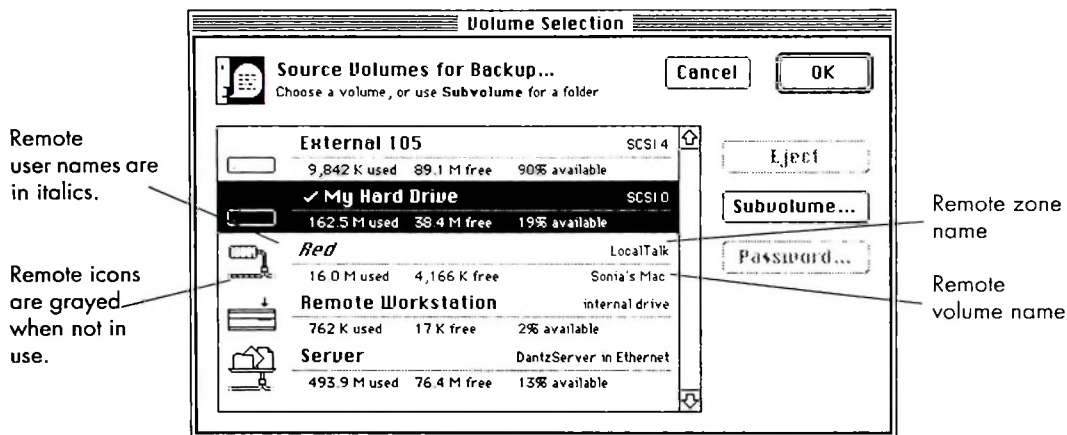 Volume Selection
Source Volumes for Backup...
Choose a volume, or use Subvolume for a folder
Cancel
OK
External 105 SCSI 4
9,842 K used 89.1 M free 90% available
✓ My Hard Drive SCSI 0
162.5 M used 38.4 M free 19% available
Red LocalTalk
16.0 M used 4,166 K free Sonia's Mac
Remote Workstation internal drive
762 K used 17 K free 2% available
Server DantzServer in Ethernet
493.9 M used 76.4 M free 13% available
Eject
Subvolume...
Password...
Remote
user names are
in italics.
Remote icons
are grayed
when not in
use.
Remote zone
name
Remote
volume name